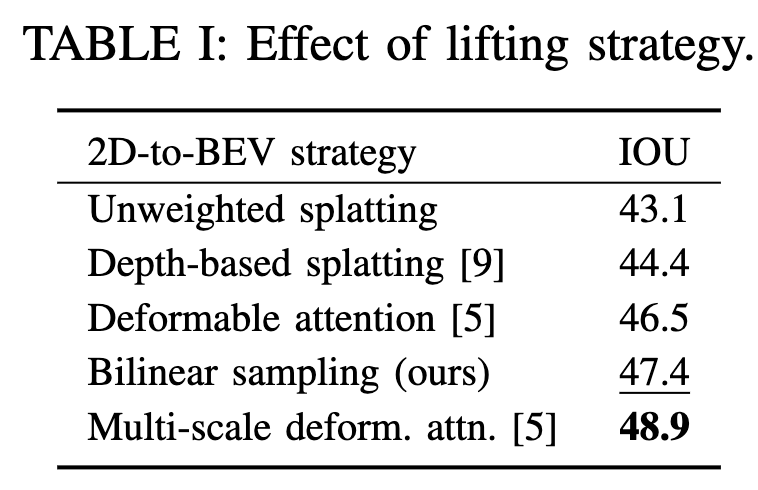 TABLE I: Effect of lifting strategy.
2D-to-BEV strategy IOU
Unweighted splatting 43.1
Depth-based splatting [9] 44.4
Deformable attention [5] 46.5
Bilinear sampling (ours) 47.4
Multi-scale deform. attn. [5] 48.9